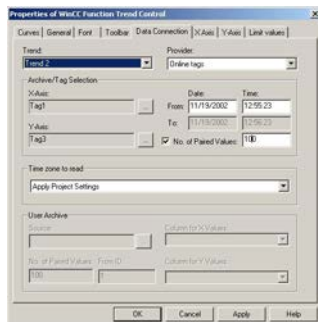 Properties of WinCC Function Trend Control
Curves General Font Toolbar Data Connection X Axis Y-Axis Limit values
Trend: Provider:
Trend 2 Online tags
Archive/Tag Selection
X-Axis: Date: Time:
Tag1 ... From: 11/19/2002 12:55:23
Y-Axis: To: 11/19/2002 12:56:23
Tag3 ... No. of Paired Values: 100
Time zone to read
Apply Project Settings
User Archive
Source: Column for X Values:
No. of Paired Values: From ID: Column for Y Values:
100 1
OK Cancel Apply Help